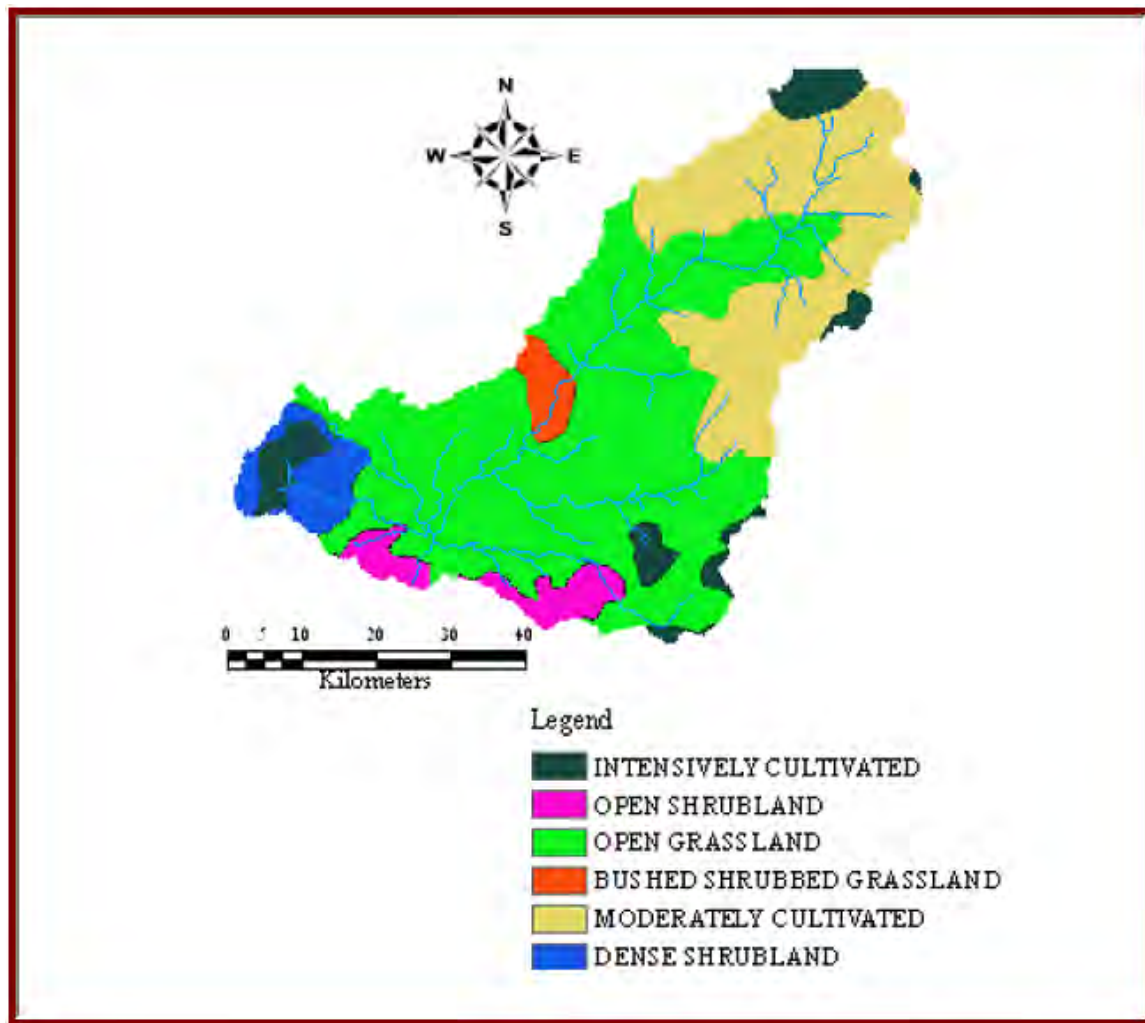 N
W E
S
0 5 10 20 30 40
Kilometers
Legend
INTENSIVELY CULTIVATED
OPEN SHRUBLAND
OPEN GRASSLAND
BUSHED SHRUBBED GRASSLAND
MODERATELY CULTIVATED
DENSE SHRUBLAND